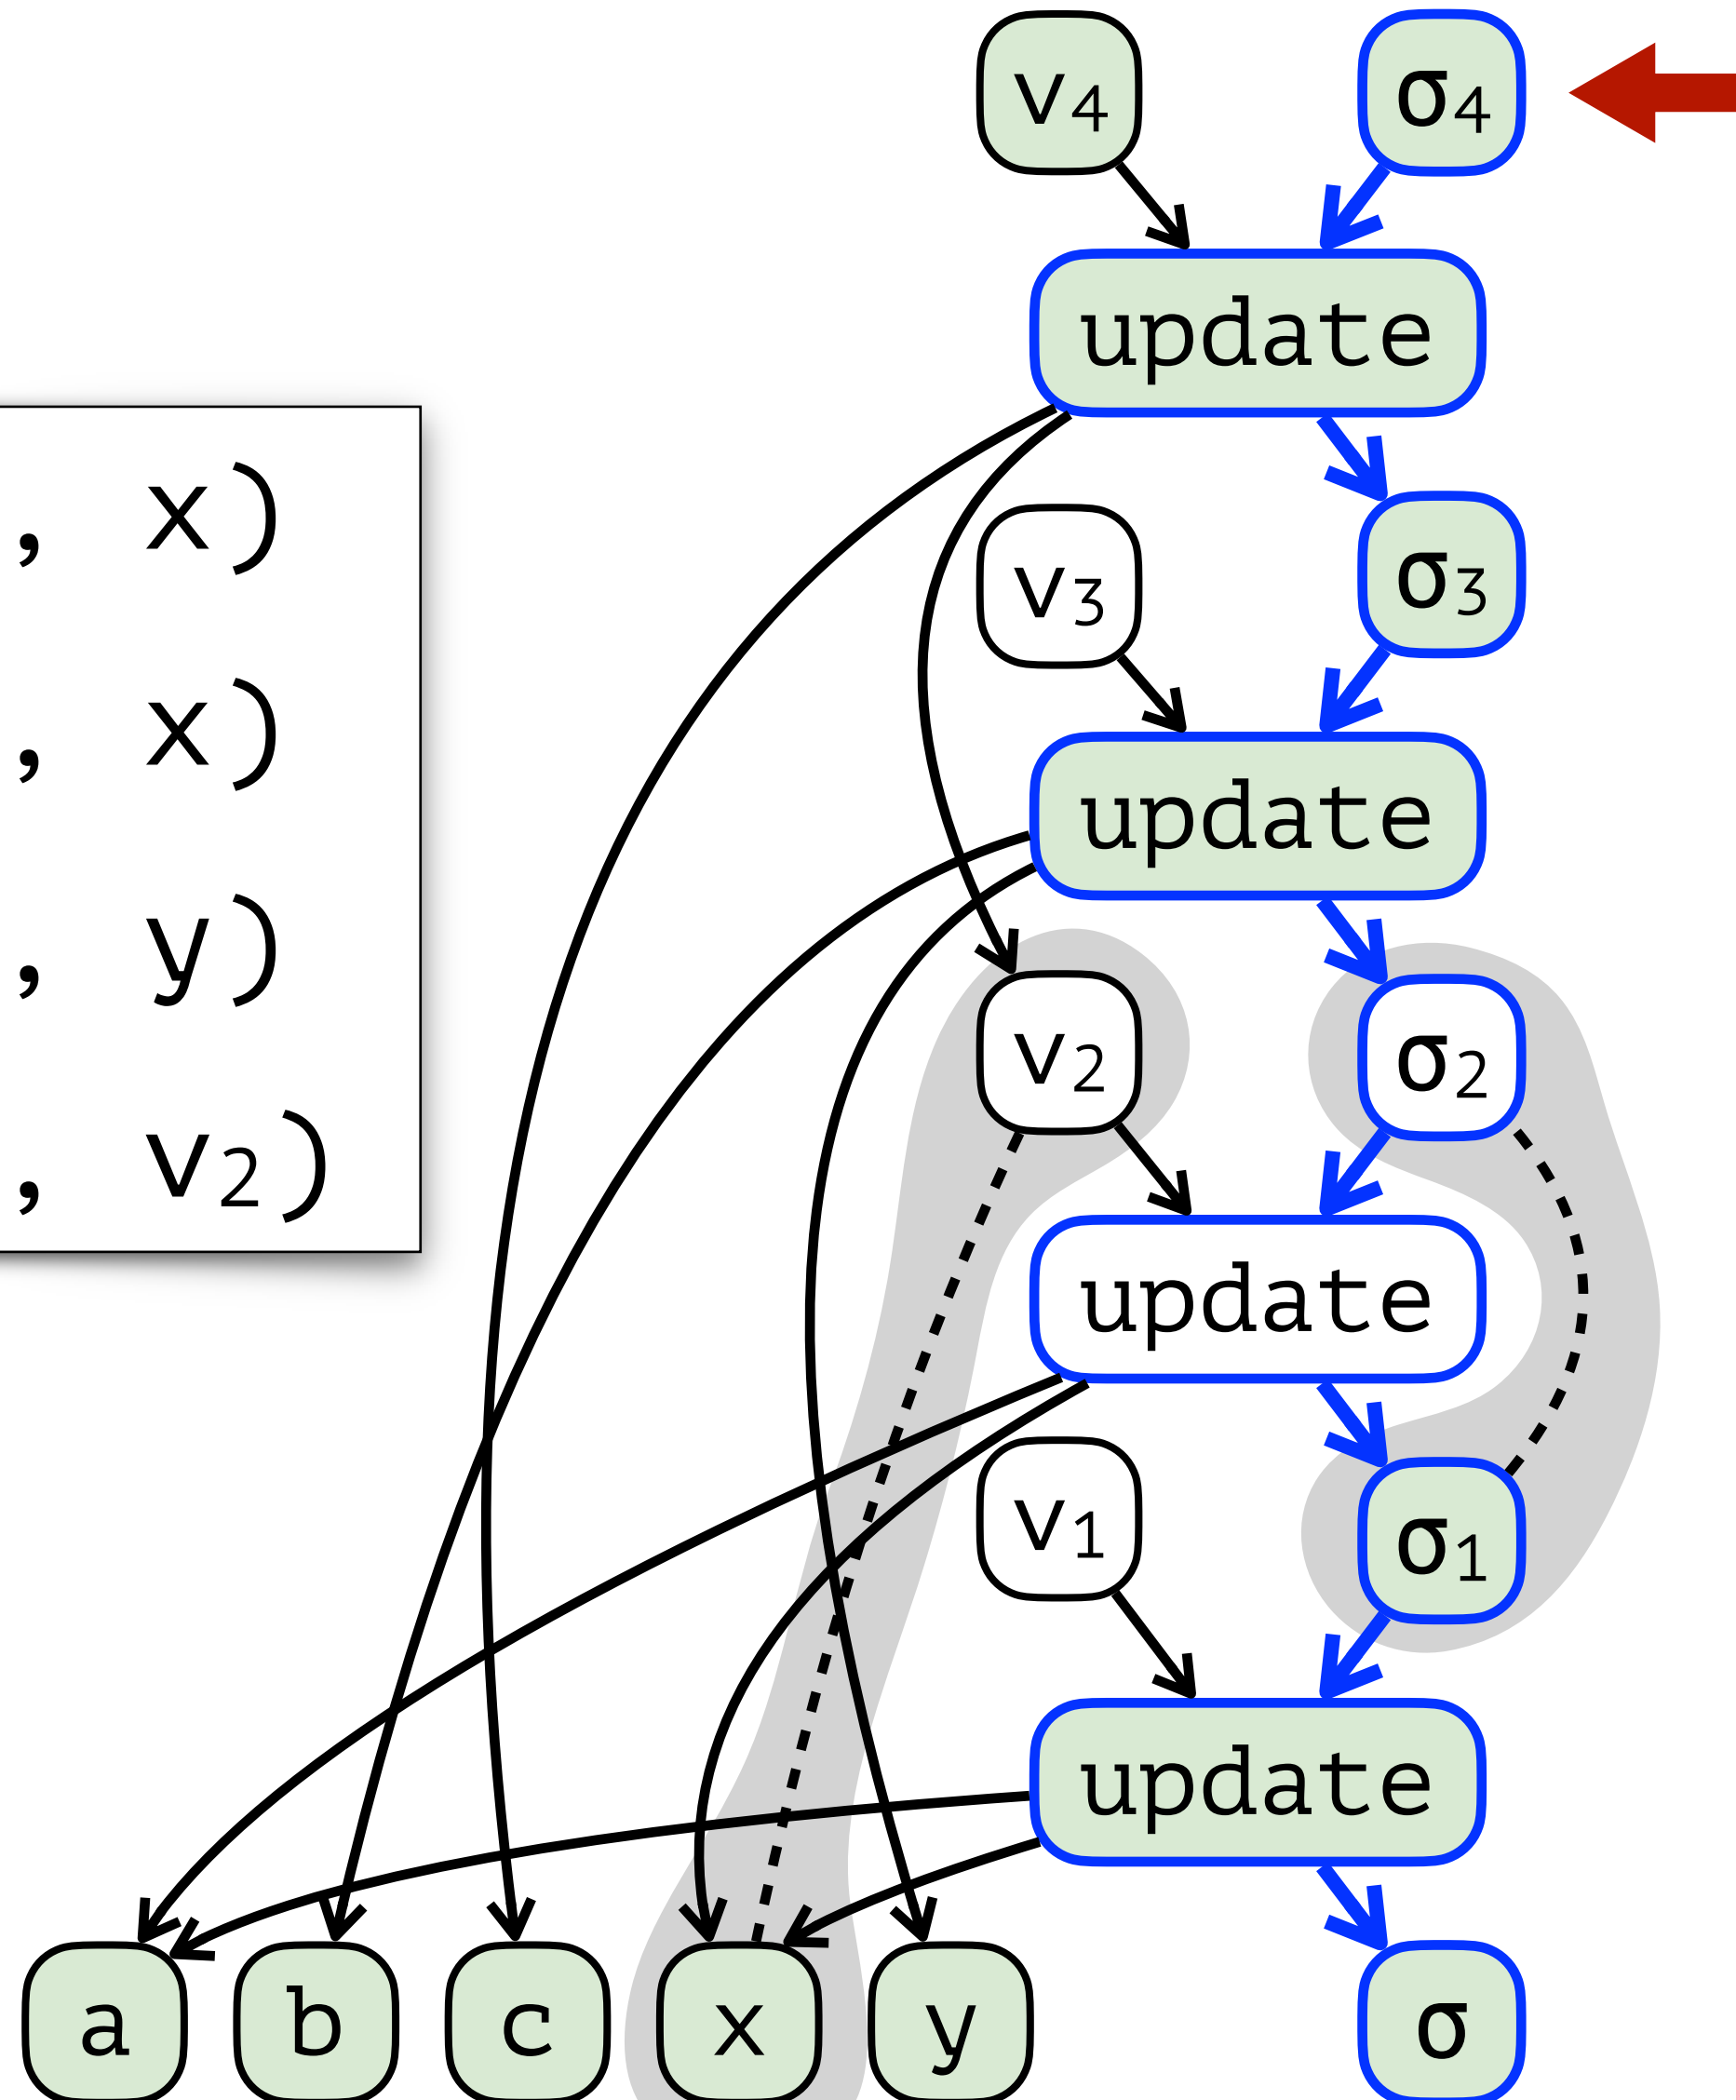 v4 σ4
update
, x)
v3 σ3
, x)
update
, y)
v2 σ2
, v2)
update
v1 σ1
update
a b c x y σ